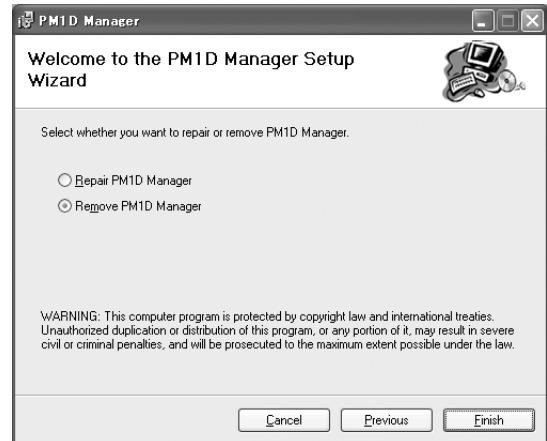 PM1D Manager
Welcome to the PM1D Manager Setup
Wizard
Select whether you want to repair or remove PM1D Manager.
Repair PM1D Manager
Remove PM1D Manager
WARNING: This computer program is protected by copyright law and international treaties.
Unauthorized duplication or distribution of this program, or any portion of it, may result in severe
civil or criminal penalties, and will be prosecuted to the maximum extent possible under the law.
Cancel
Previous
Finish